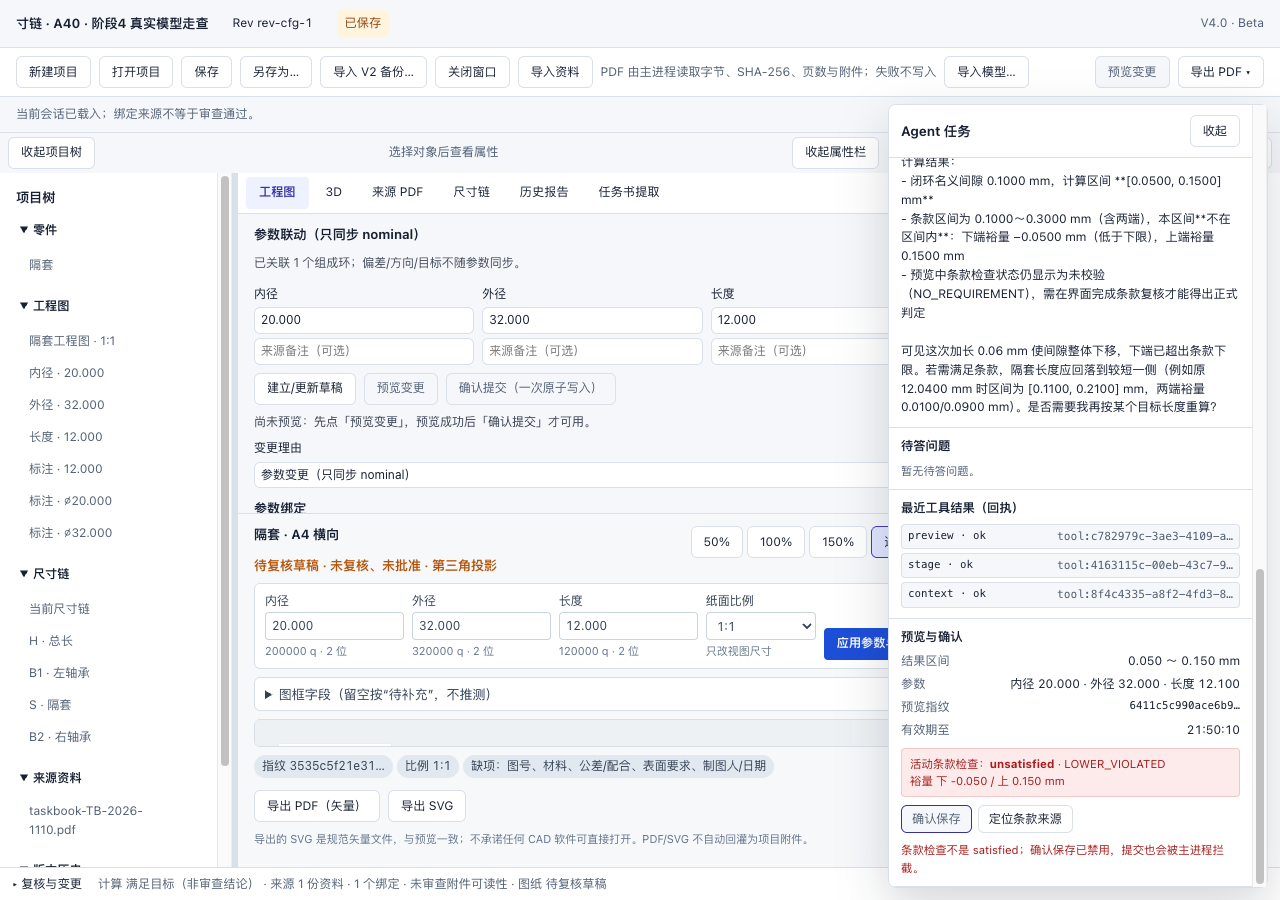 寸链 · A40 · 阶段4 真实模型走查 Rev rev-cfg-1 已保存 V4.0 · Beta
新建项目 打开项目 保存 另存为… 导入 V2 备份… 关闭窗口 导入资料 PDF 由主进程读取字节、SHA-256、页数与附件；失败不写入 导入模型… 预览变更 导出 PDF ▾
当前会话已载入；绑定来源不等于审查通过。
收起项目树 选择对象后查看属性 收起属性栏
项目树
▼ 零件
隔套
▼ 工程图
隔套工程图 · 1:1
内径 · 20.000
外径 · 32.000
长度 · 12.000
标注 · 12.000
标注 · ⌀20.000
标注 · ⌀32.000
▼ 尺寸链
当前尺寸链
H · 总长
B1 · 左轴承
S · 隔套
B2 · 右轴承
▼ 来源资料
taskbook-TB-2026-
1110.pdf
工程图 3D 来源 PDF 尺寸链 历史报告 任务书提取
参数联动（只同步 nominal）
已关联 1 个组成环；偏差/方向/目标不随参数同步。
内径 外径 长度
20.000 32.000 12.000
来源备注（可选） 来源备注（可选） 来源备注（可选）
建立/更新草稿 预览变更 确认提交（一次原子写入）
尚未预览：先点「预览变更」，预览成功后「确认提交」才可用。
变更理由
参数变更（只同步 nominal）
参数绑定
隔套 · A4 横向 50% 100% 150%
待复核草稿 · 未复核、未批准 · 第三角投影
内径 外径 长度 纸面比例
20.000 32.000 12.000 1:1
200000 q · 2 位 320000 q · 2 位 120000 q · 2 位 只改视图尺寸
应用参数
▶ 图框字段（留空按“待补充”，不推测）
指纹 3535c5f21e31… 比例 1:1 缺项：图号、材料、公差/配合、表面要求、制图人/日期
导出 PDF（矢量） 导出 SVG
导出的 SVG 是规范矢量文件，与预览一致；不承诺任何 CAD 软件可直接打开。PDF/SVG 不自动回灌为项目附件。
Agent 任务 收起
计算结果：
- 闭环名义间隙 0.1000 mm，计算区间 **[0.0500, 0.1500]
mm**
- 条款区间为 0.1000～0.3000 mm（含两端），本区间**不在
区间内**：下端裕量 −0.0500 mm（低于下限），上端裕量
0.1500 mm
- 预览中条款检查状态仍显示为未校验
（NO_REQUIREMENT），需在界面完成条款复核才能得出正式
判定
可见这次加长 0.06 mm 使间隙整体下移，下端已超出条款下
限。若需满足条款，隔套长度应回落到较短一侧（例如原
12.0400 mm 时区间为 [0.1100, 0.2100] mm，两端裕量
0.0100/0.0900 mm）。是否需要我再按某个目标长度重算？
待答问题
暂无待答问题。
最近工具结果（回执）
preview · ok tool:c782979c-3ae3-4109-a…
stage · ok tool:4163115c-00eb-43c7-9…
context · ok tool:8f4c4335-a8f2-4fd3-8…
预览与确认
结果区间 0.050 ～ 0.150 mm
参数 内径 20.000 · 外径 32.000 · 长度 12.100
预览指纹 6411c5c990ace6b9…
有效期至 21:50:10
活动条款检查：unsatisfied · LOWER_VIOLATED
裕量 下 -0.050 / 上 0.150 mm
确认保存 定位条款来源
条款检查不是 satisfied；确认保存已禁用，提交也会被主进程拦
截。
▸ 复核与变更 计算 满足目标（非审查结论） · 来源 1 份资料 · 1 个绑定 · 未审查附件可读性 · 图纸 待复核草稿